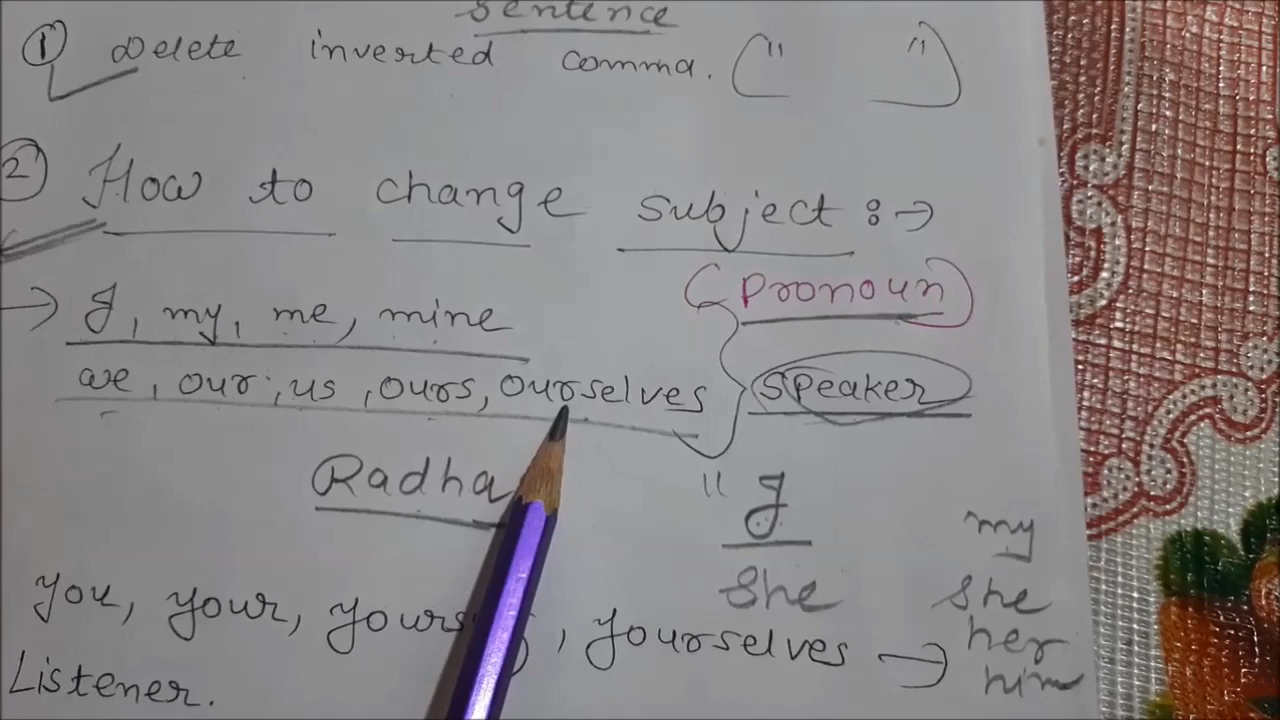 sentence
① Delete inverted comma. (" ")
② How to change subject :→
(Pronoun)
→ I, my, me, mine
we, our, us, ours, ourselves } speaker
Radha "I my
she she
you, your, , yourselves → her
Listener. him